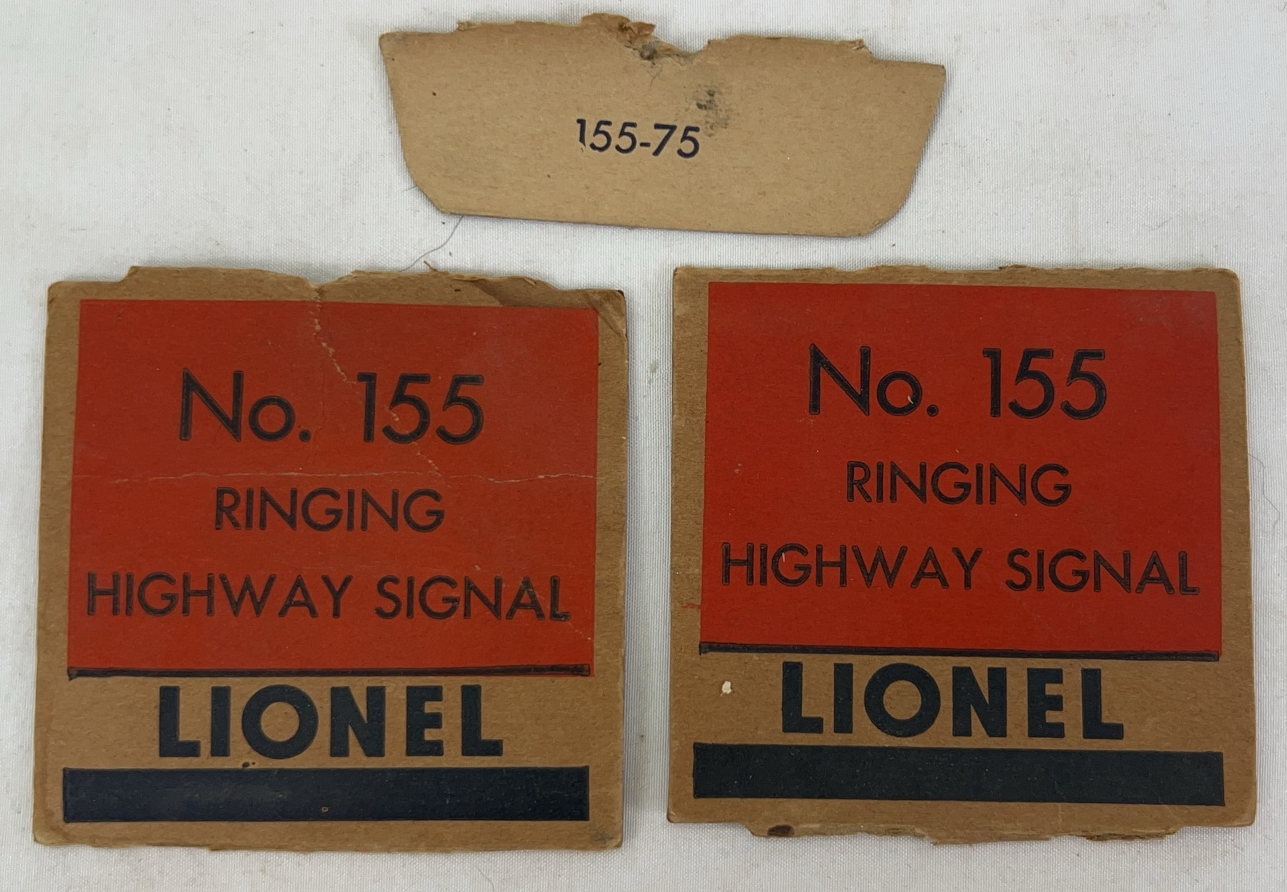 155-75
No. 155
RINGING
HIGHWAY SIGNAL
LIONEL
No. 155
RINGING
HIGHWAY SIGNAL
LIONEL